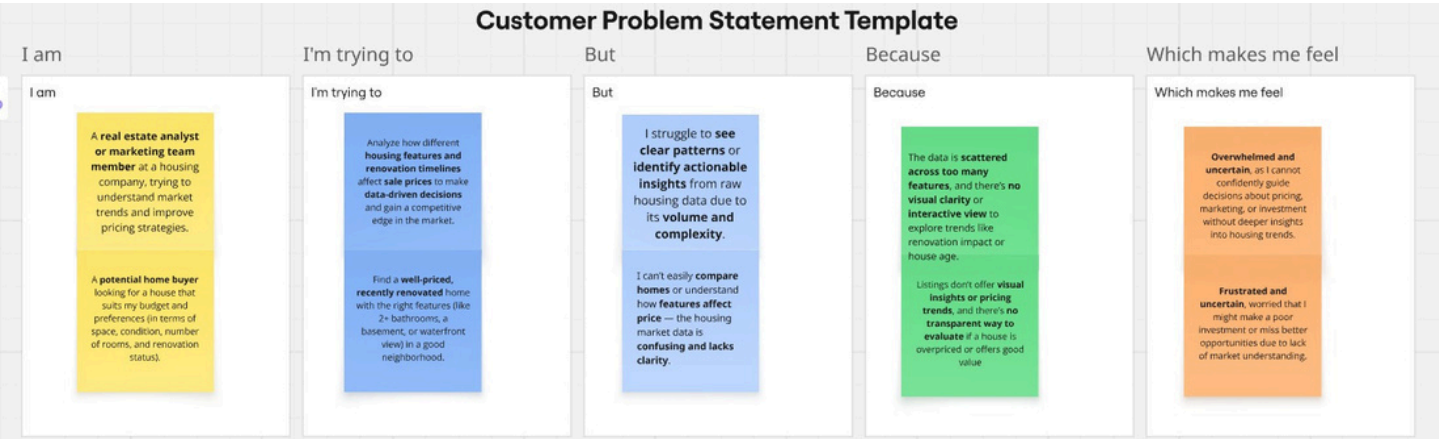 Customer Problem Statement Template
I am
I'm trying to
But
Because
Which makes me feel
I am
A real estate analyst
or marketing team
member at a housing
company, trying to
understand market
trends and improve
pricing strategies.
A potential home buyer
looking for a house that
suits my budget and
preferences (in terms of
space, condition, number
of rooms, and renovation
status).
I'm trying to
Analyze how different
housing features and
renovation timelines
affect sale prices to make
data-driven decisions
and gain a competitive
edge in the market.
Find a well-priced,
recently renovated home
with the right features (like
2+ bathrooms, a
basement, or waterfront
view) in a good
neighborhood.
But
I struggle to see
clear patterns or
identify actionable
insights from raw
housing data due to
its volume and
complexity.
I can't easily compare
homes or understand
how features affect
price — the housing
market data is
confusing and lacks
clarity.
Because
The data is scattered
across too many
features, and there's no
visual clarity or
interactive view to
explore trends like
renovation impact or
house age.
Listings don't offer visual
insights or pricing
trends, and there's no
transparent way to
evaluate if a house is
overpriced or offers good
value
Which makes me feel
Overwhelmed and
uncertain, as I cannot
confidently guide
decisions about pricing,
marketing, or investment
without deeper insights
into housing trends.
Frustrated and
uncertain, worried that I
might make a poor
investment or miss better
opportunities due to lack
of market understanding.